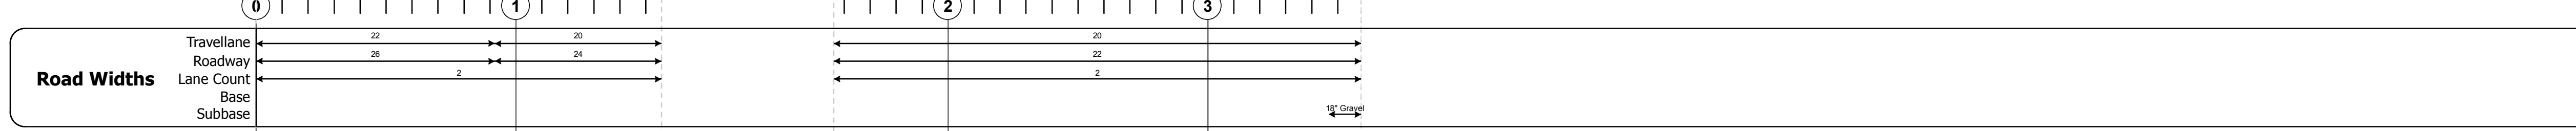 0 1 2 3
Travellane 22 20 20
Roadway 26 24 22
Road Widths Lane Count 2 2
Base
Subbase 18" Gravel